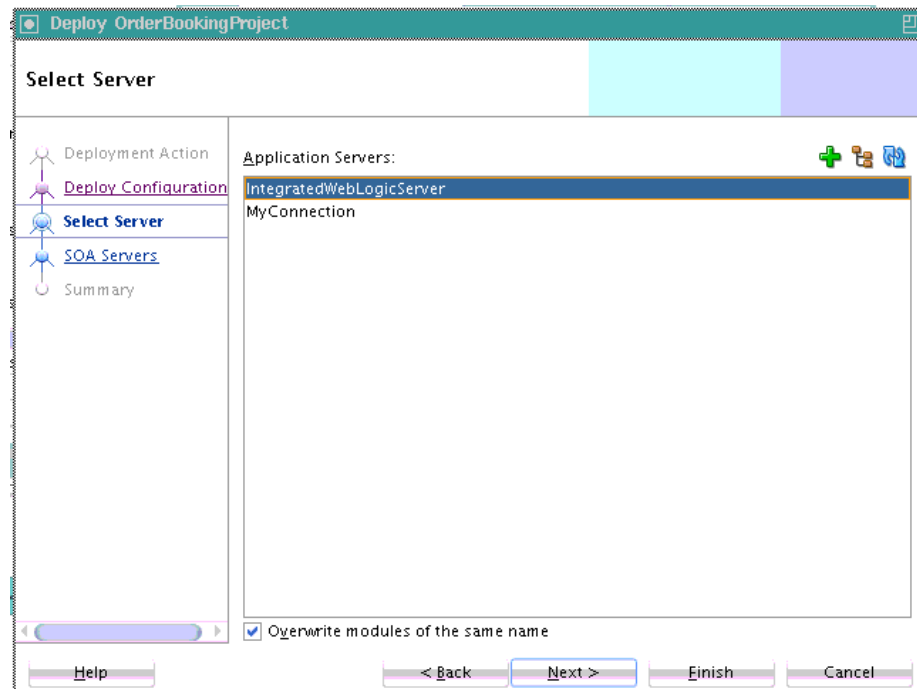 Deploy OrderBookingProject
Select Server
Deployment Action
Deploy Configuration
Select Server
SOA Servers
Summary
Application Servers:
IntegratedWebLogicServer
MyConnection
Overwrite modules of the same name
Help
< Back
Next >
Finish
Cancel